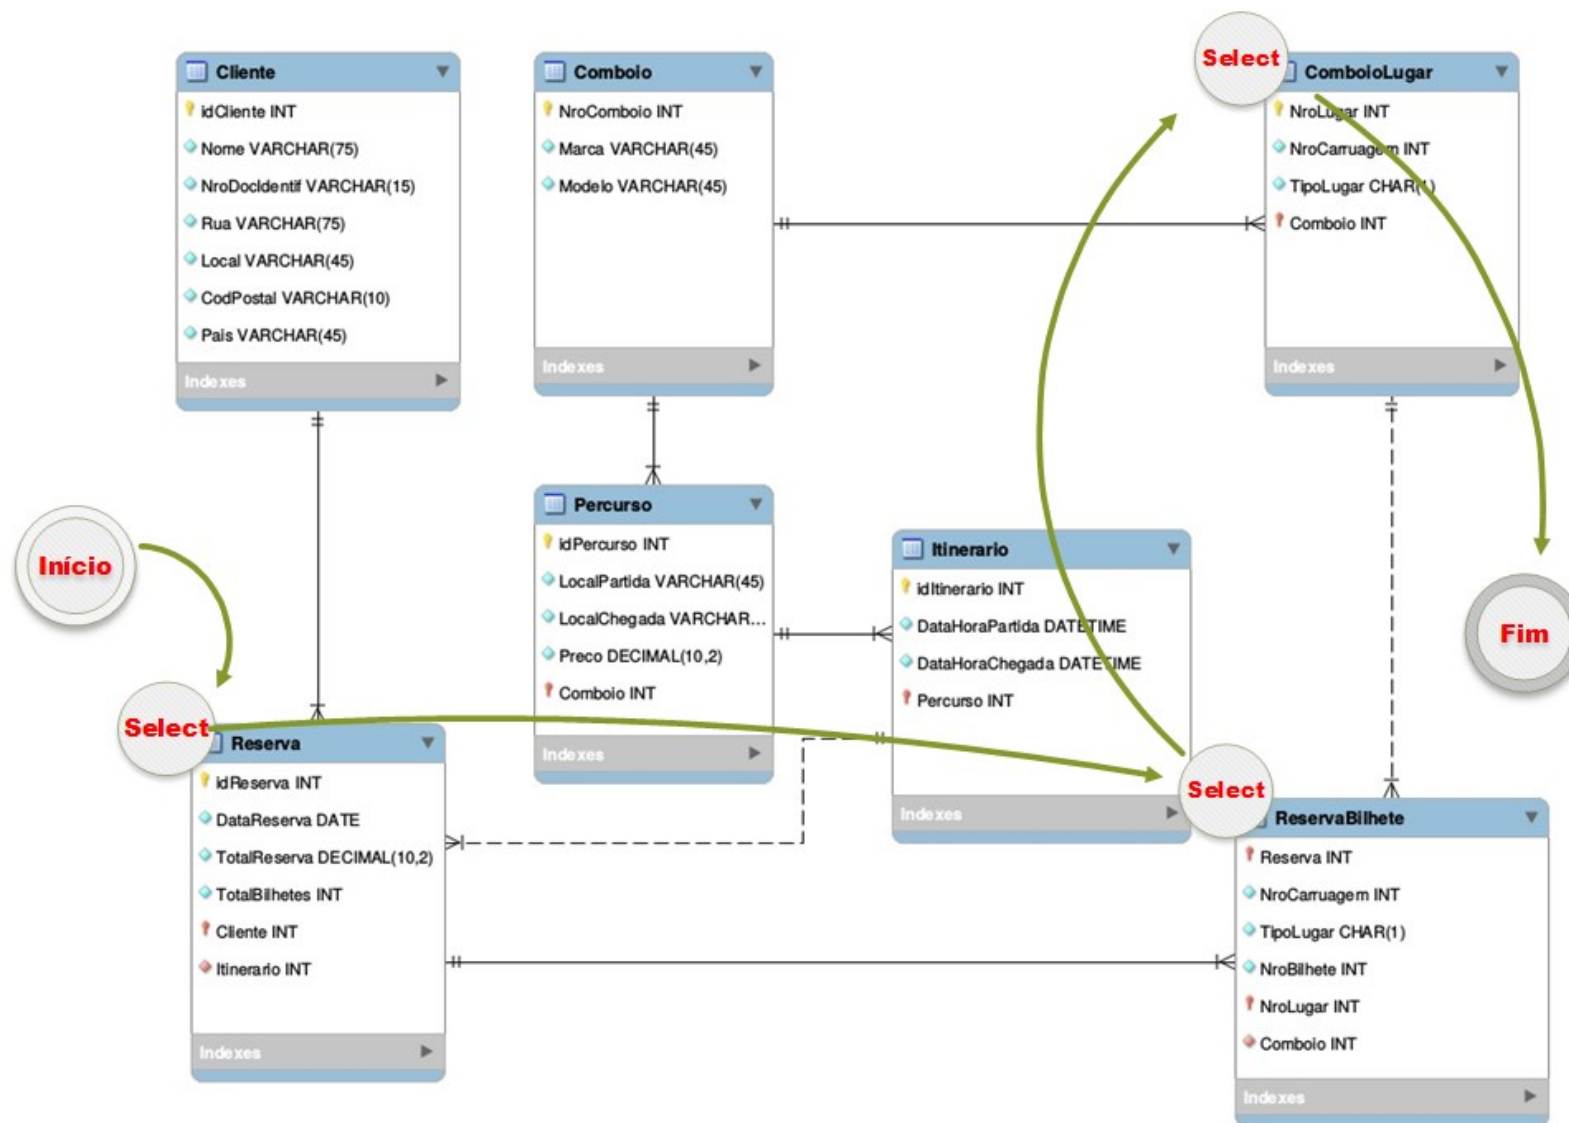 Cliente
idCliente INT
Nome VARCHAR(75)
NroDocIdentif VARCHAR(15)
Rua VARCHAR(75)
Local VARCHAR(45)
CodPostal VARCHAR(10)
Pais VARCHAR(45)
Indexes
Comboio
NroComboio INT
Marca VARCHAR(45)
Modelo VARCHAR(45)
Indexes
Select
ComboioLugar
NroLugar INT
NroCarruagem INT
TipoLugar CHAR(1)
Comboio INT
Indexes
Início
Percurso
idPercurso INT
LocalPartida VARCHAR(45)
LocalChegada VARCHAR...
Preco DECIMAL(10,2)
Comboio INT
Indexes
Itinerario
idItinerario INT
DataHoraPartida DATETIME
DataHoraChegada DATETIME
Percurso INT
Indexes
Fim
Select
Reserva
idReserva INT
DataReserva DATE
TotalReserva DECIMAL(10,2)
TotalBilhetes INT
Cliente INT
Itinerario INT
Indexes
Select
ReservaBilhete
Reserva INT
NroCarruagem INT
TipoLugar CHAR(1)
NroBilhete INT
NroLugar INT
Comboio INT
Indexes